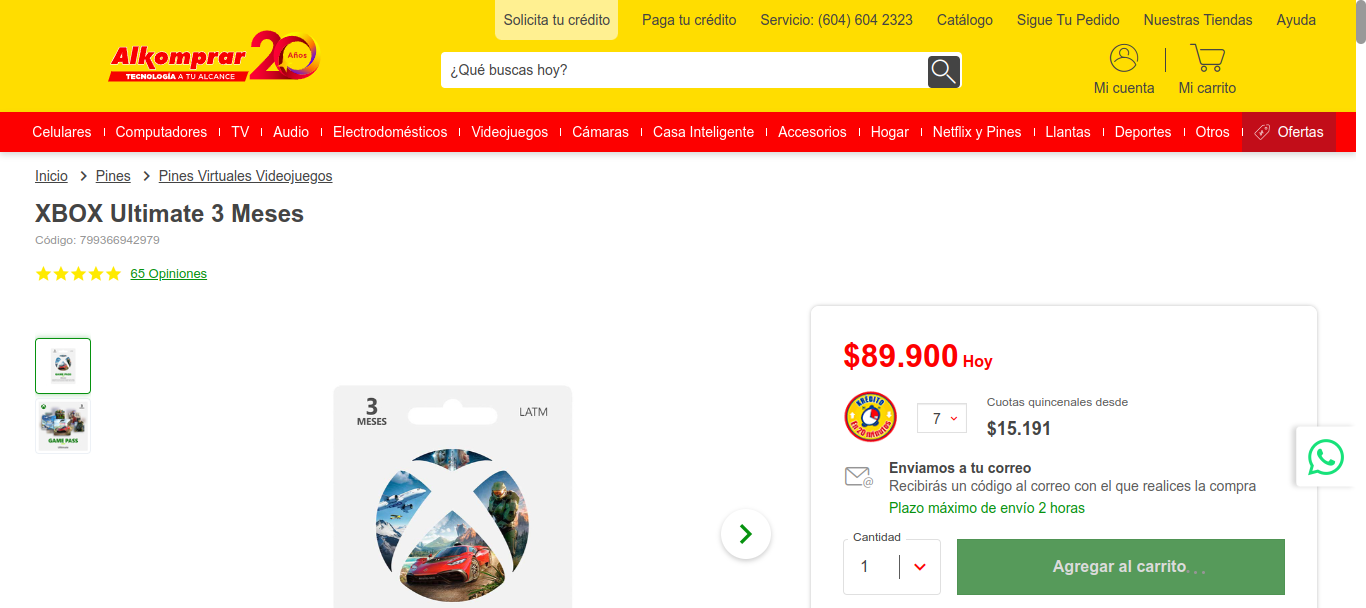 Solicita tu crédito Paga tu crédito Servicio: (604) 604 2323 Catálogo Sigue Tu Pedido Nuestras Tiendas Ayuda
Alkomprar 20 Años
TECNOLOGÍA A TU ALCANCE
¿Qué buscas hoy?
Mi cuenta Mi carrito
Celulares Computadores TV Audio Electrodomésticos Videojuegos Cámaras Casa Inteligente Accesorios Hogar Netflix y Pines Llantas Deportes Otros Ofertas
Inicio Pines Pines Virtuales Videojuegos
XBOX Ultimate 3 Meses
Código: 799366942979
65 Opiniones
GAME PASS
3
MESES
LATM
$89.900 Hoy
KRÉDITO
En 20 minutos
7
Cuotas quincenales desde
$15.191
Enviamos a tu correo
Recibirás un código al correo con el que realices la compra
Plazo máximo de envío 2 horas
Cantidad
1
Agregar al carrito...